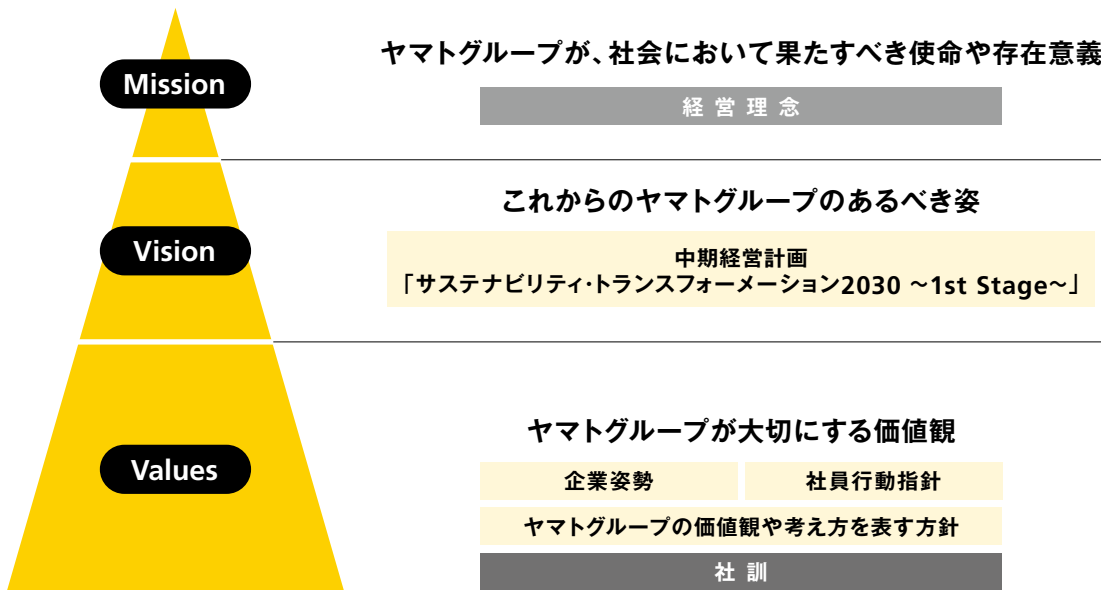 Mission
ヤマトグループが、社会において果たすべき使命や存在意義
経営理念
Vision
これからのヤマトグループのあるべき姿
中期経営計画
「サステナビリティ・トランスフォーメーション2030 ～1st Stage～」
Values
ヤマトグループが大切にする価値観
企業姿勢
社員行動指針
ヤマトグループの価値観や考え方を表す方針
社訓